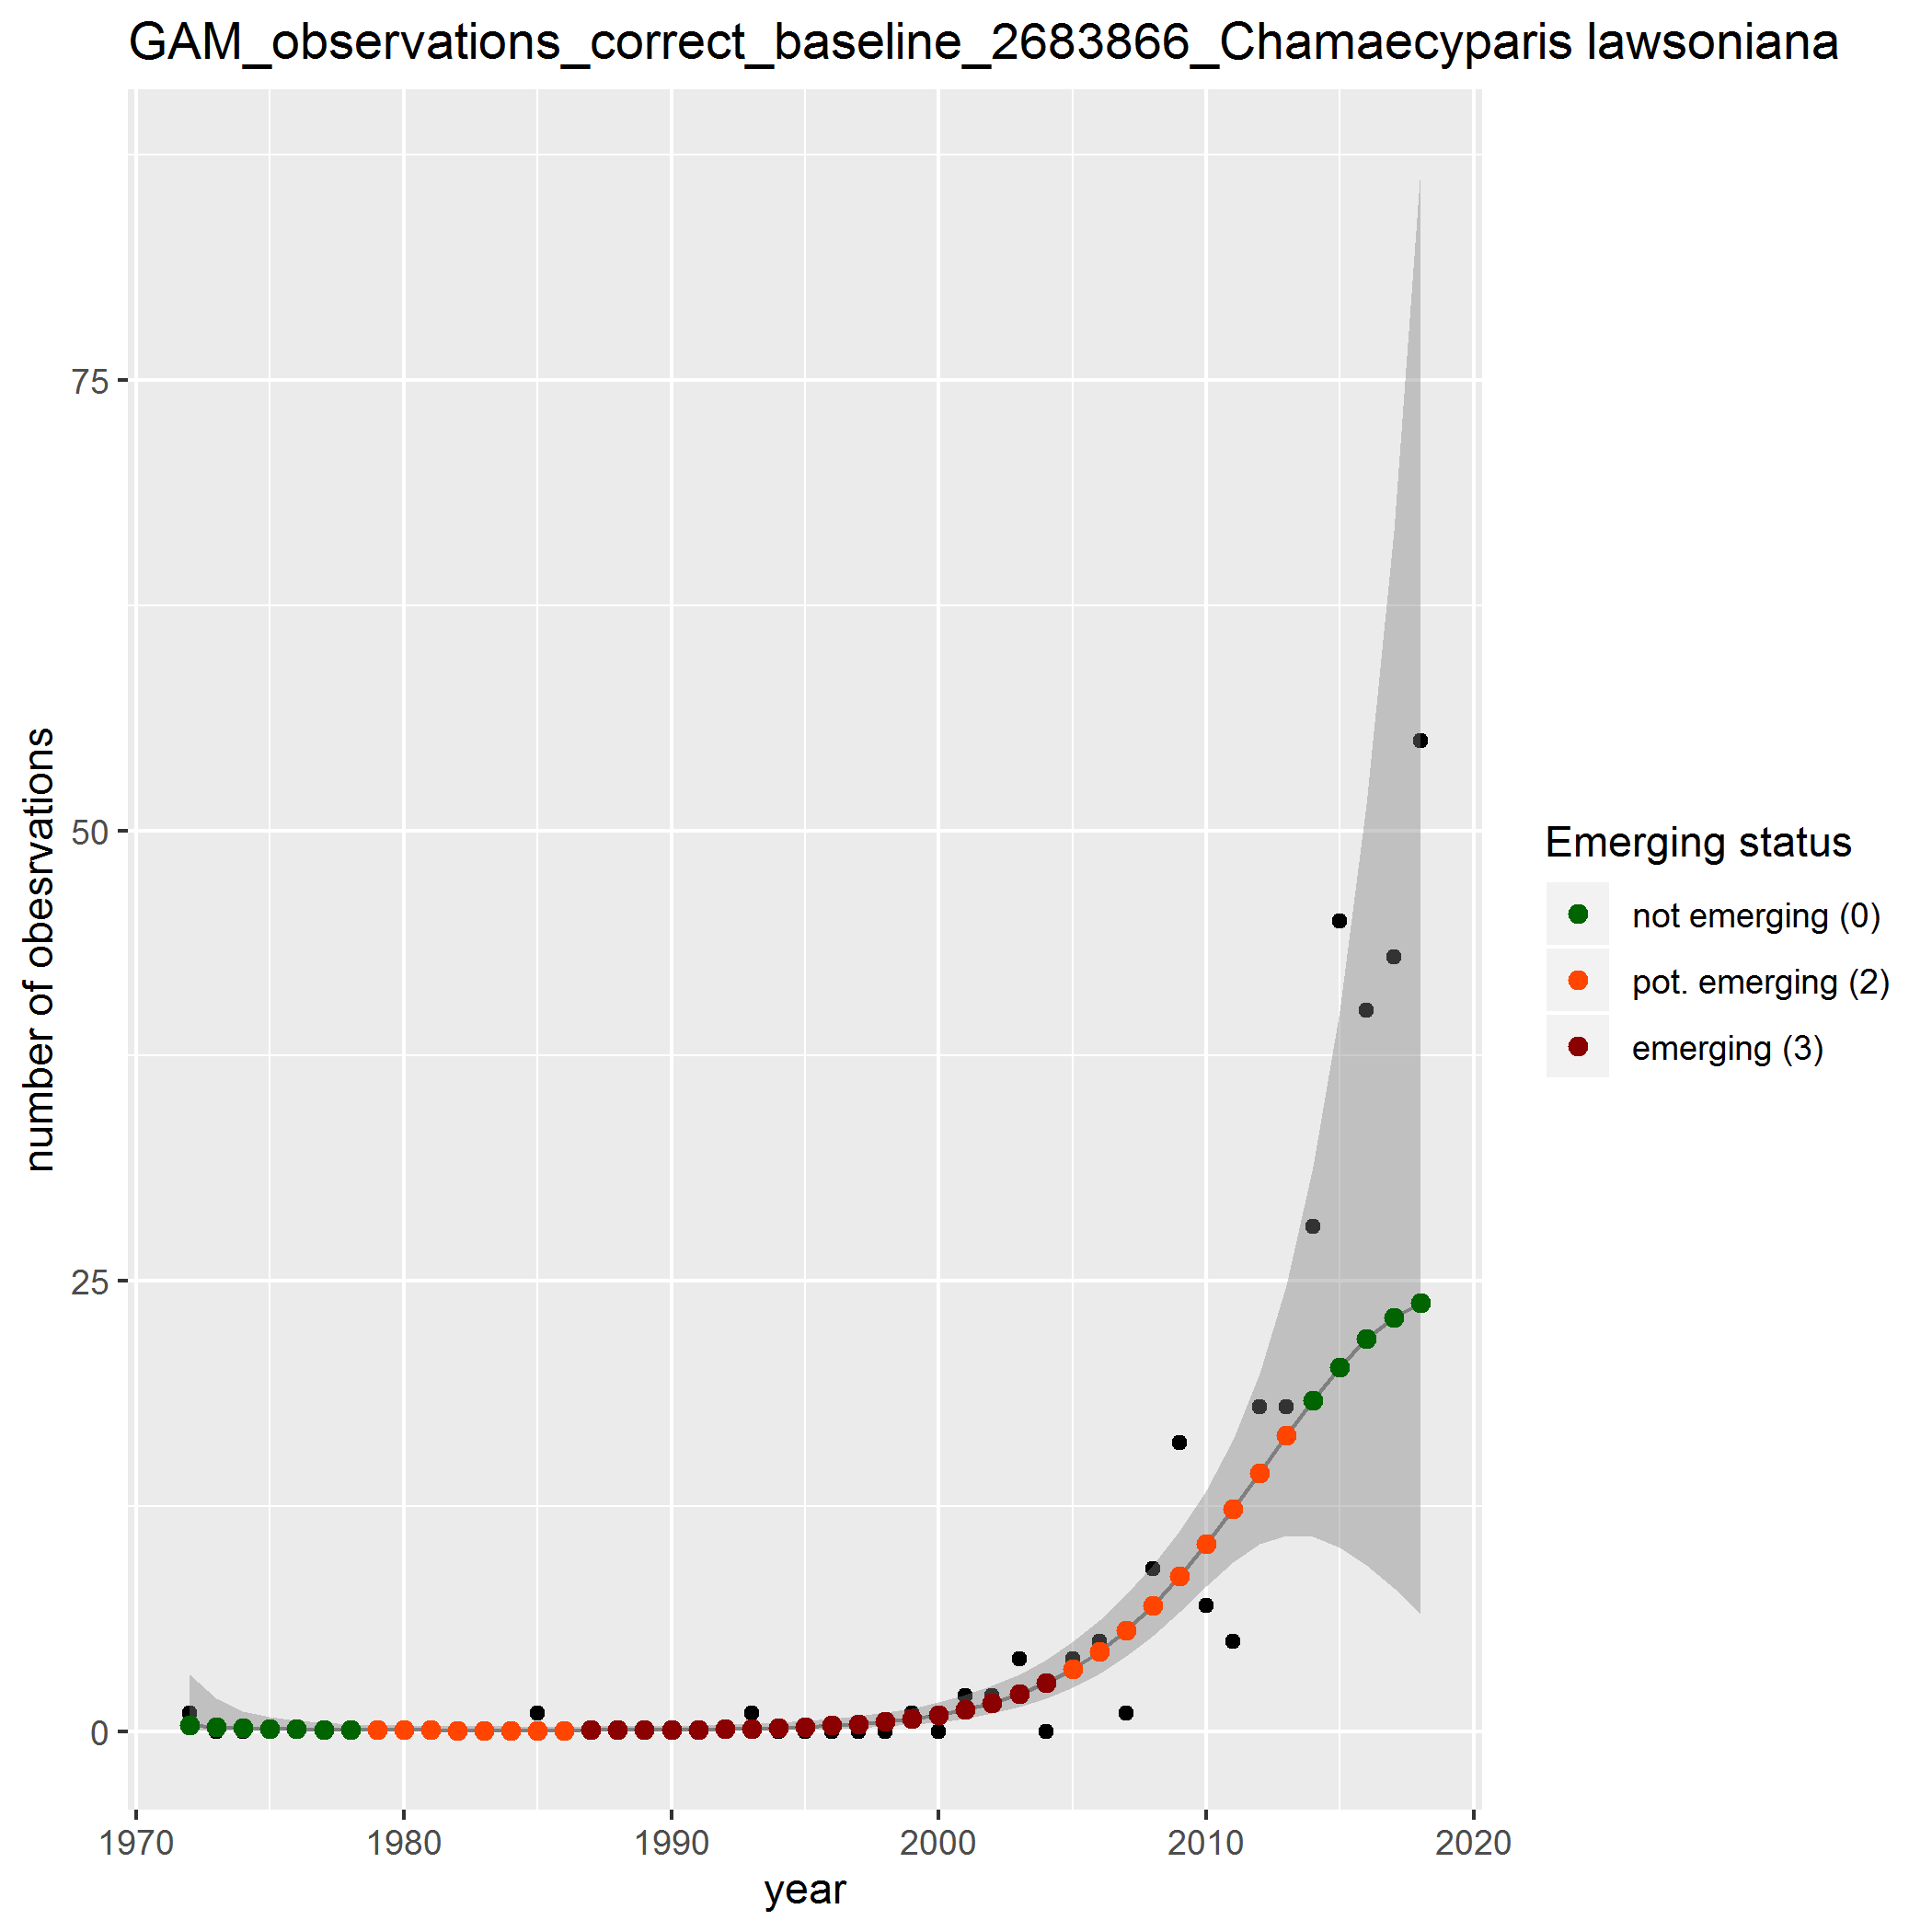 GAM_observations_correct_baseline_2683866_Chamaecyparis lawsoniana
number of obesrvations
75
50
25
0
1970 1980 1990 2000 2010 2020
year
Emerging status
not emerging (0)
pot. emerging (2)
emerging (3)